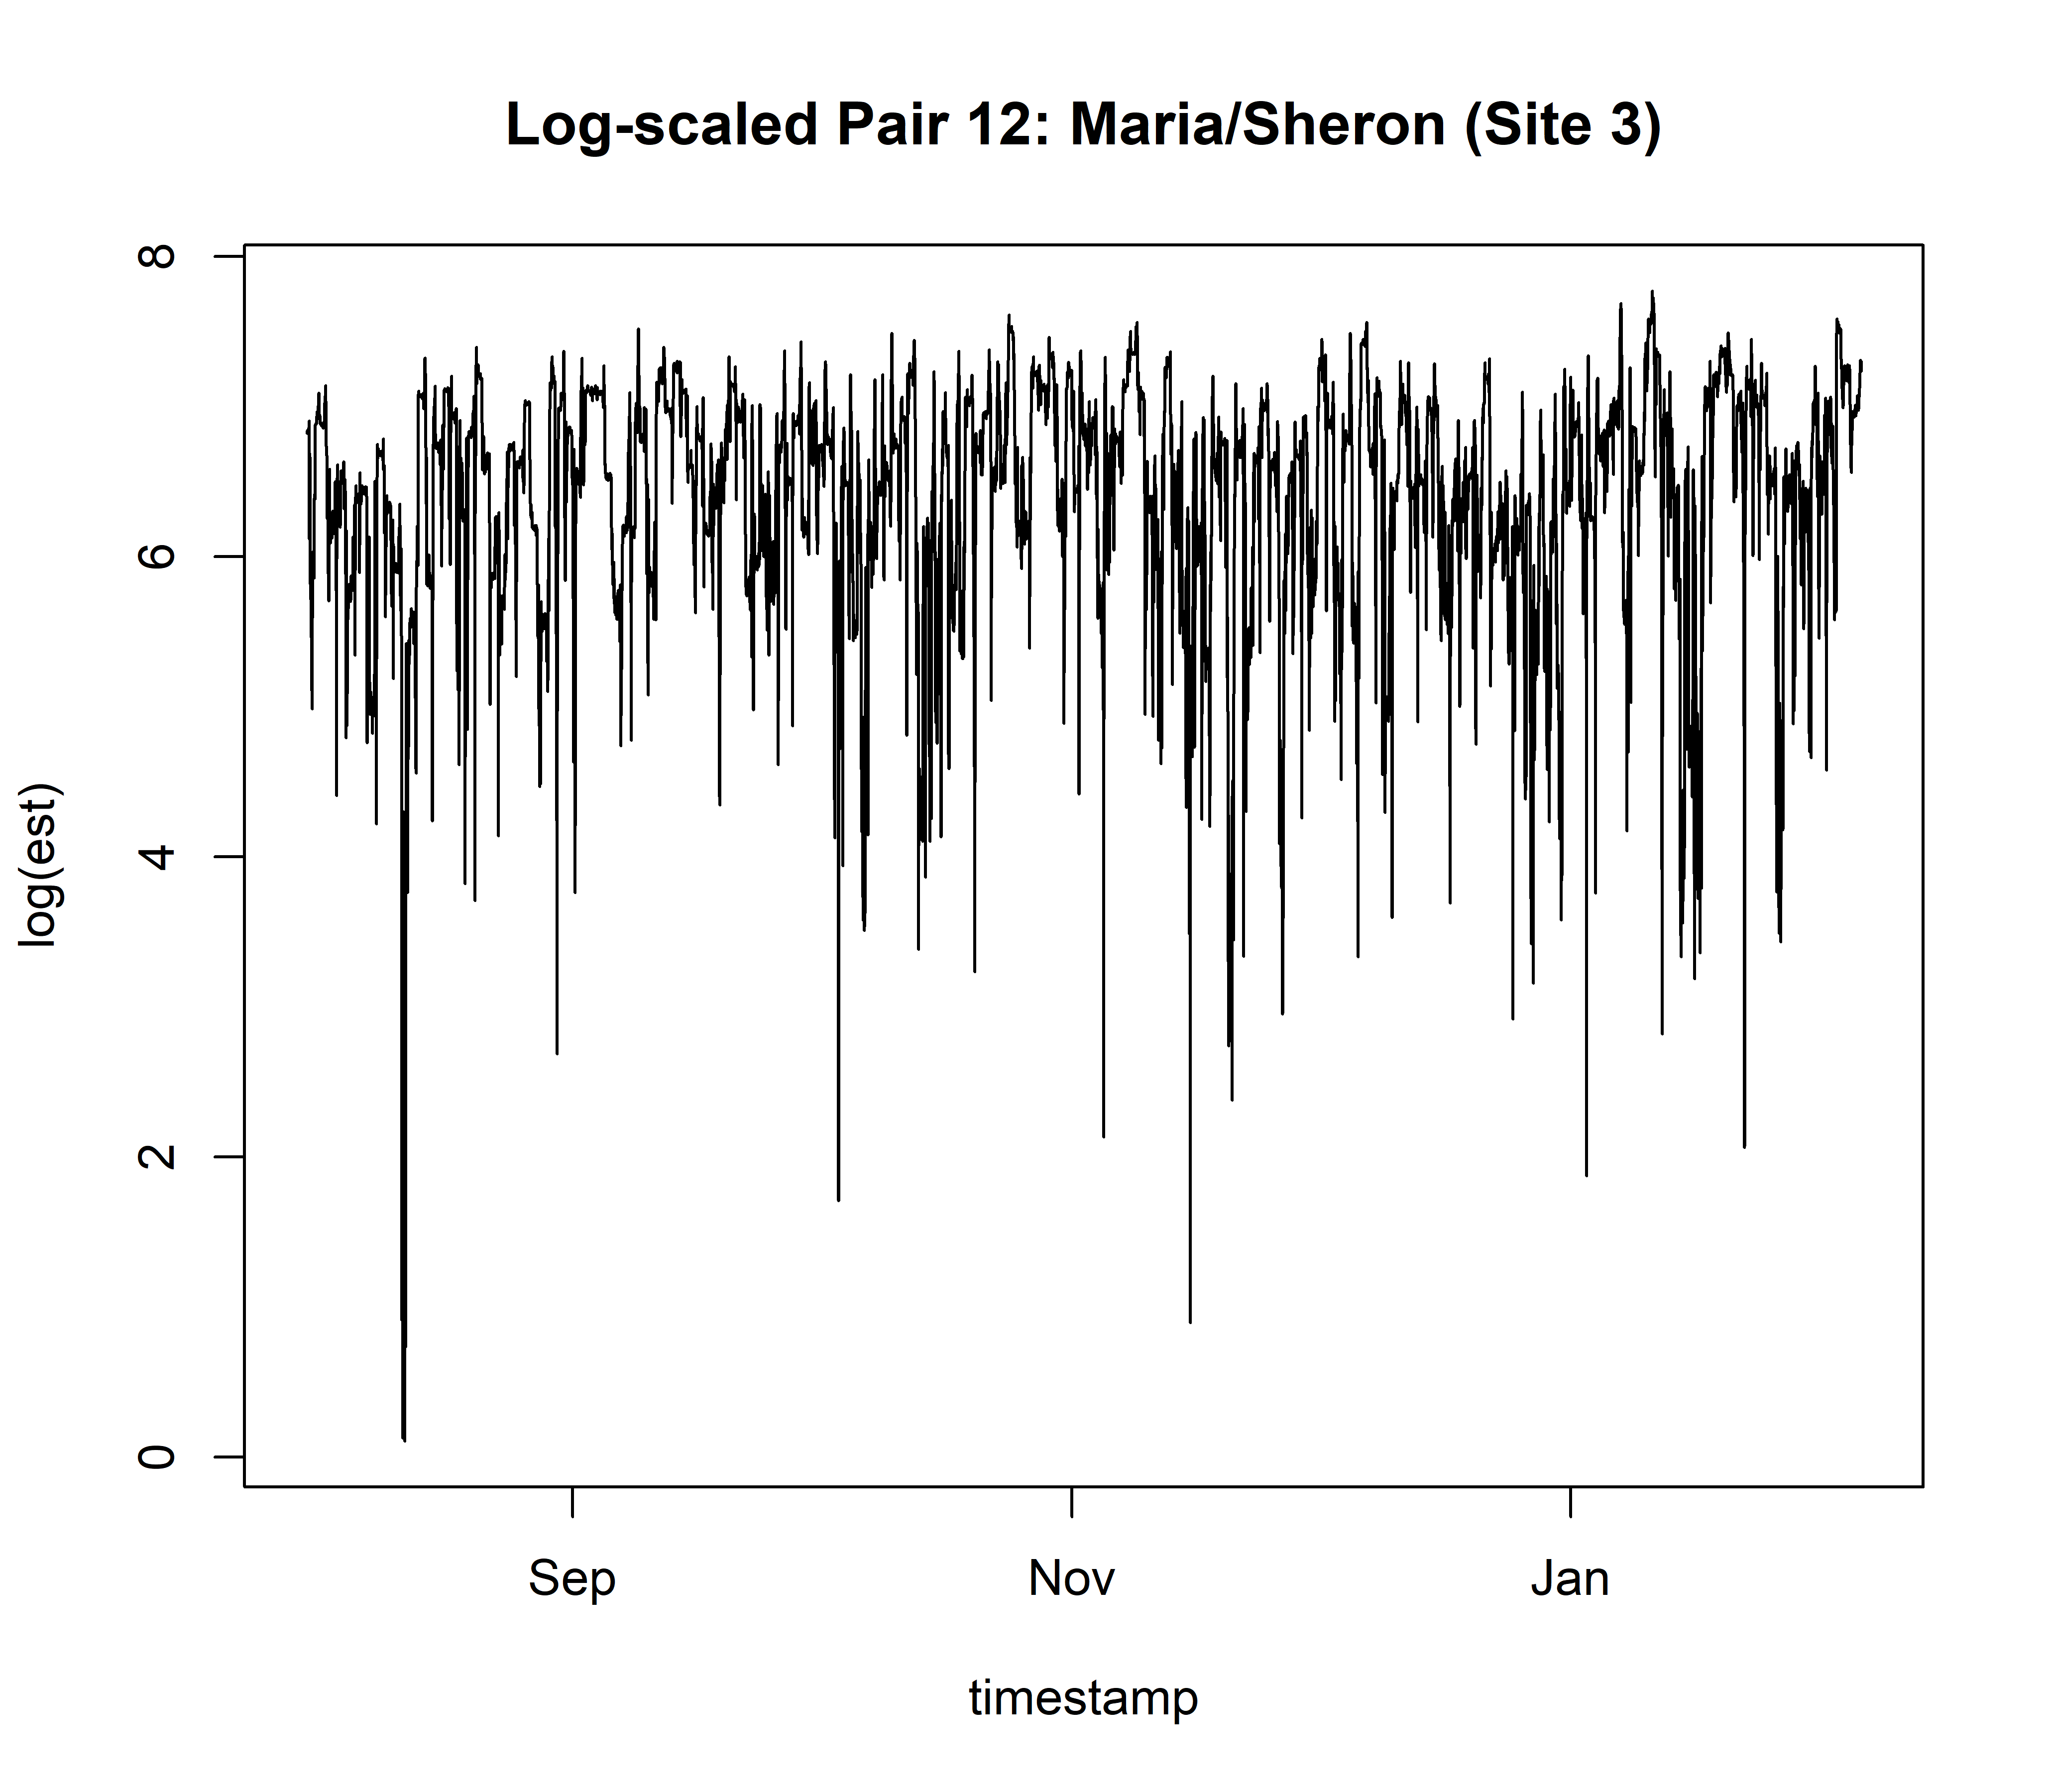 Log-scaled Pair 12: Maria/Sheron (Site 3)
8
6
4
2
0
log(est)
Sep Nov Jan
timestamp